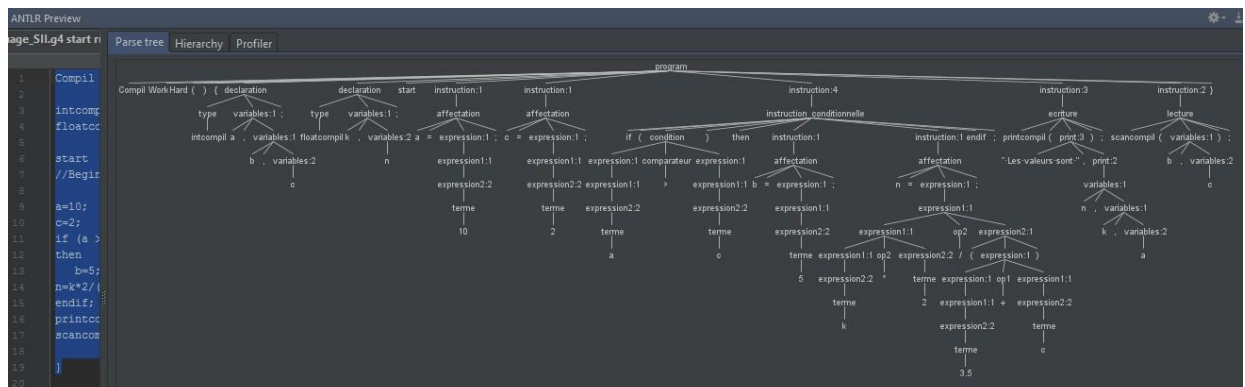 ANTLR Preview
age_SII.g4 start r
Parse tree Hierarchy Profiler
1 Compil
2
3 intcomp
4 floatco
5
6 start
7 //Begin
8
9 a=10;
10 c=2;
11 if (a >
12 then
13 b=5;
14 n=k*2/(
15 endif;
16 printco
17 scancom
18
19 }
20
program
Compil WorkHard ( ) { declaration declaration start instruction:1 instruction:1 instruction:4 instruction:3 instruction:2 }
type variables:1 ; type variables:1 ; affectation affectation instruction_conditionnelle ecriture lecture
intcompil a , variables:1 floatcompil k , variables:2 a = expression:1 ; c = expression:1 ; if ( condition ) then instruction:1 instruction:1 endif ; printcompil ( print:3 ) ; scancompil ( variables:1 ) ;
b , variables:2 n expression1:1 expression1:1 expression:1 comparateur expression:1 affectation affectation "·Les·valeurs·sont·" , print:2 b , variables:2
c expression2:2 expression2:2 expression1:1 > expression1:1 b = expression:1 ; n = expression:1 ; variables:1 c
terme terme expression2:2 expression2:2 expression1:1 expression1:1 n , variables:1
10 2 terme terme expression2:2 expression1:1 op2 expression2:1 k , variables:2
a c terme expression1:1 op2 expression2:2 / ( expression:1 ) a
5 expression2:2 * terme expression:1 op1 expression1:1
terme 2 expression1:1 + expression2:2
k expression2:2 terme
terme c
3.5